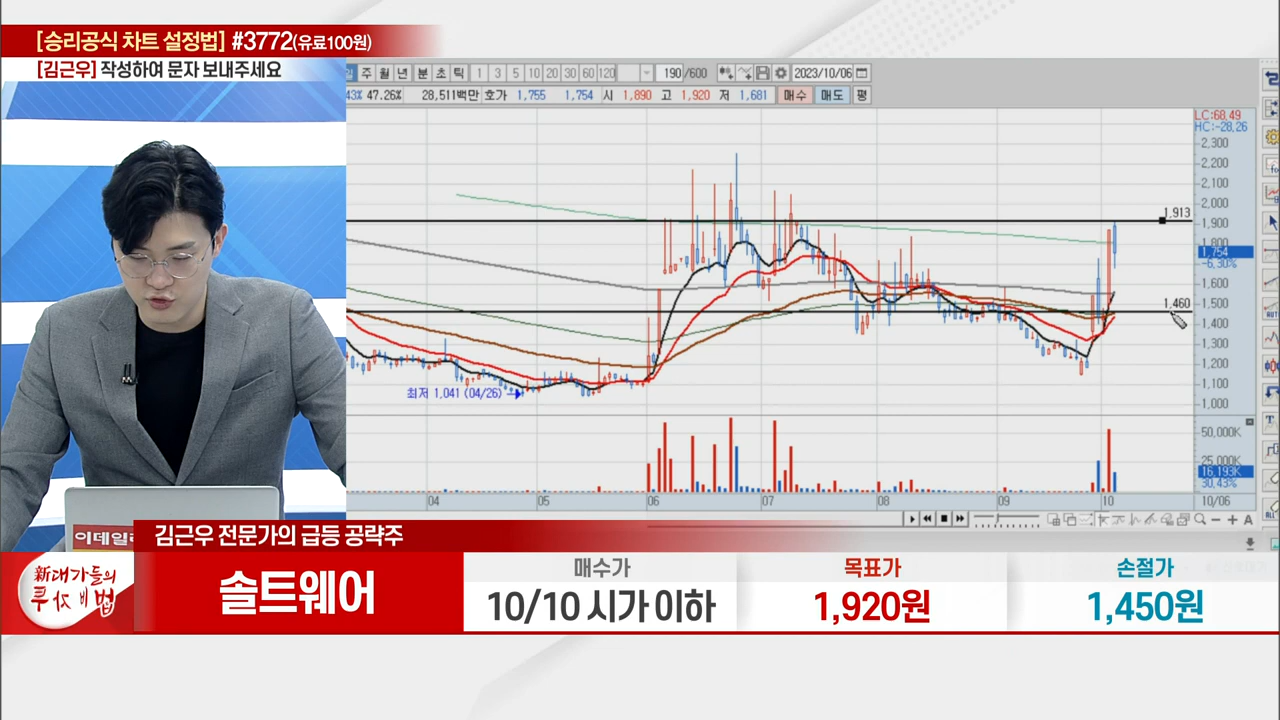 [승리공식 차트 설정법] #3772(유료100원)
[김근우] 작성하여 문자 보내주세요
일 주 월 년 분 초 틱 1 3 5 10 20 30 60 120 190 /600 2023/10/06
43% 47.26% 28,511백만 호가 1,755 1,754 시 1,890 고 1,920 저 1,681 매수 매도 평
LC:68.49
HC:-28.26
2,300
2,200
2,100
2,000
1,913
1,900
1,800
1,754
-6.30%
1,600
1,460
1,500
1,400
1,300
1,200
최저 1,041 (04/26)
1,100
1,000
50,000K
25,000K
16,193K
30.43%
04 05 06 07 08 09 10 10/06
이데일리
김근우 전문가의 급등 공략주
新대가들의
투자비법
솔트웨어
매수가
10/10 시가 이하
목표가
1,920원
손절가
1,450원